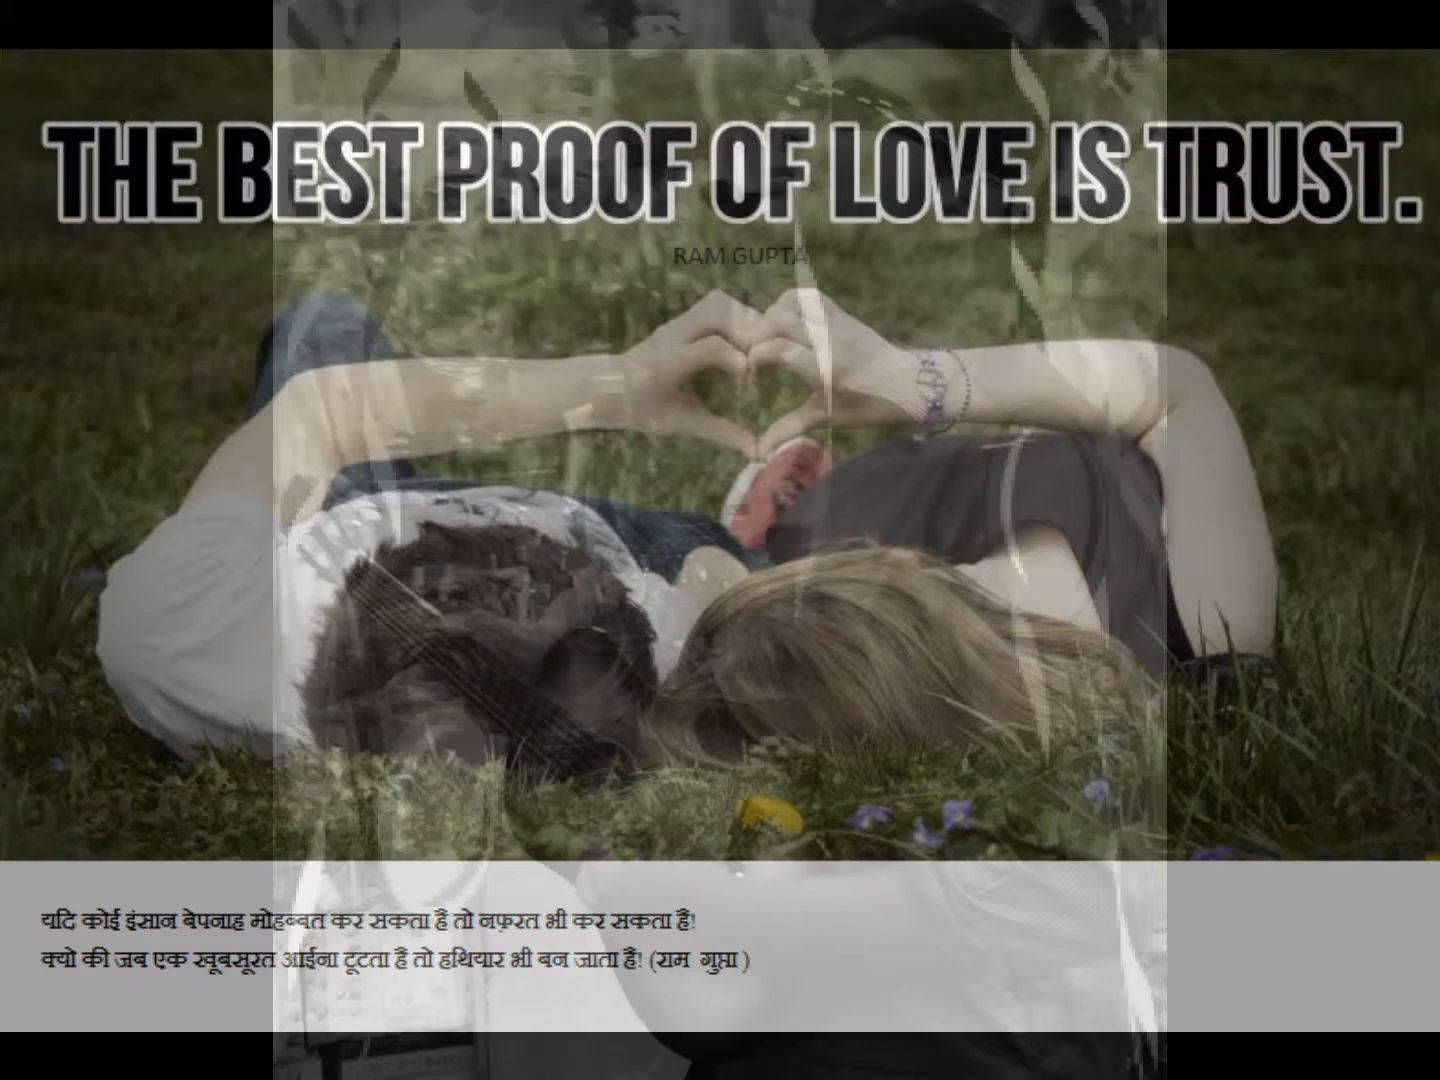 THE BEST PROOF OF LOVE IS TRUST.
RAM GUPTA
यदि कोई इंसान बेपनाह मोहब्बत कर सकता हैं तो नफ़रत भी कर सकता हैं!
क्यो की जब एक खूबसूरत आईना टूटता हैं तो हथियार भी बन जाता हैं! (राम गुप्ता )